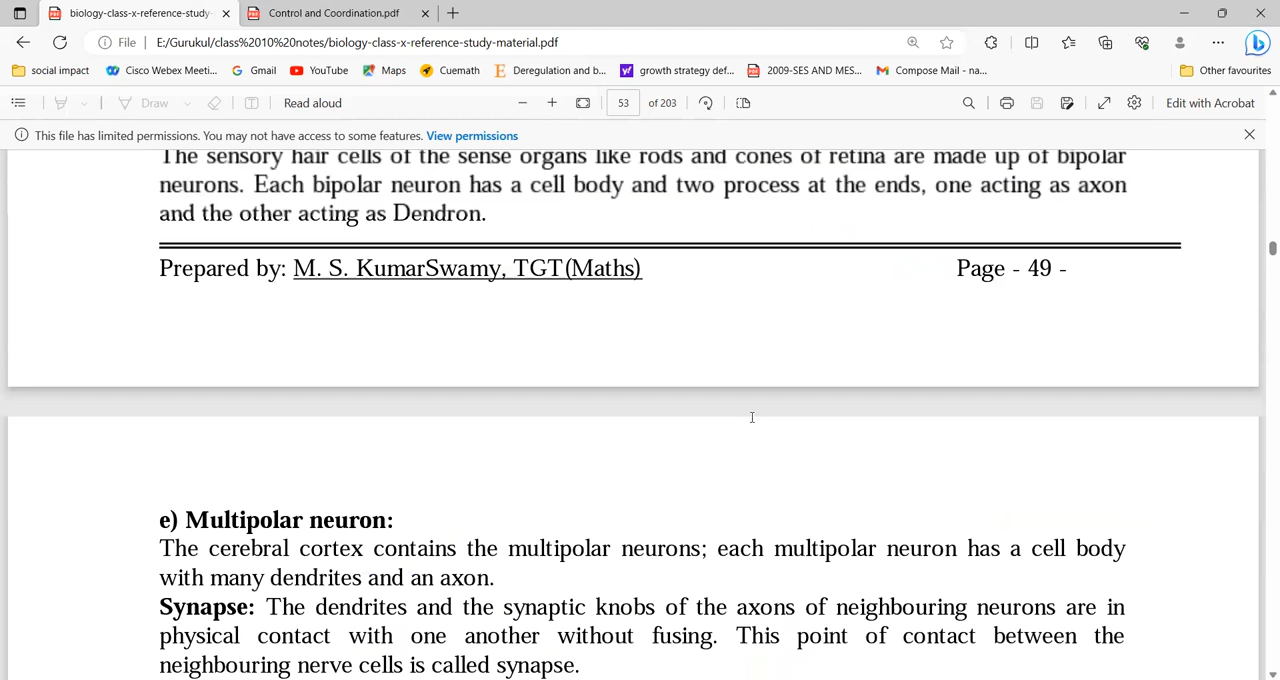 biology-class-x-reference-study-
Control and Coordination.pdf
File
E:/Gurukul/class%2010%20notes/biology-class-x-reference-study-material.pdf
social impact
Cisco Webex Meeti...
Gmail
YouTube
Maps
Cuemath
Deregulation and b...
growth strategy def...
2009-SES AND MES...
Compose Mail - na...
Other favourites
Draw
Read aloud
53
of 203
Edit with Acrobat
This file has limited permissions. You may not have access to some features. View permissions
The sensory hair cells of the sense organs like rods and cones of retina are made up of bipolar
neurons. Each bipolar neuron has a cell body and two process at the ends, one acting as axon
and the other acting as Dendron.
Prepared by: M. S. KumarSwamy, TGT(Maths)
Page - 49 -
e) Multipolar neuron:
The cerebral cortex contains the multipolar neurons; each multipolar neuron has a cell body
with many dendrites and an axon.
Synapse: The dendrites and the synaptic knobs of the axons of neighbouring neurons are in
physical contact with one another without fusing. This point of contact between the
neighbouring nerve cells is called synapse.